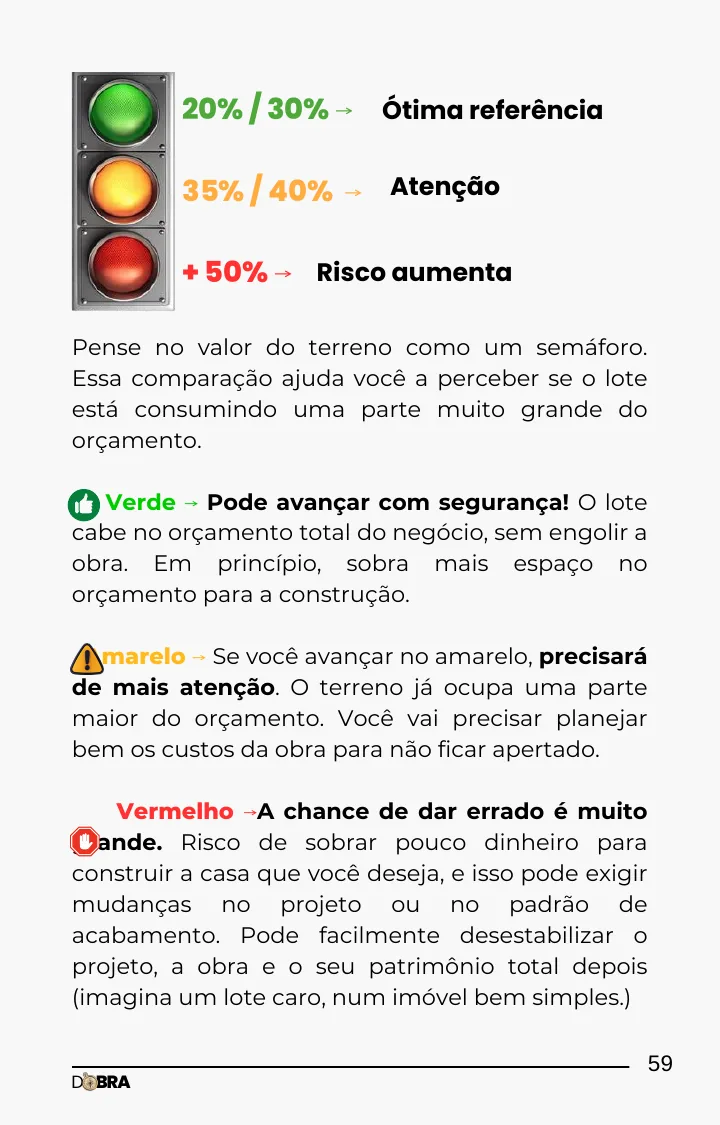 20% / 30%→ Ótima referência
35% / 40% → Atenção
+ 50%→ Risco aumenta
Pense no valor do terreno como um semáforo.
Essa comparação ajuda você a perceber se o lote
está consumindo uma parte muito grande do
orçamento.
Verde → Pode avançar com segurança! O lote
cabe no orçamento total do negócio, sem engolir a
obra. Em princípio, sobra mais espaço no
orçamento para a construção.
marelo → Se você avançar no amarelo, precisará
de mais atenção. O terreno já ocupa uma parte
maior do orçamento. Você vai precisar planejar
bem os custos da obra para não ficar apertado.
Vermelho →A chance de dar errado é muito
ande. Risco de sobrar pouco dinheiro para
construir a casa que você deseja, e isso pode exigir
mudanças no projeto ou no padrão de
acabamento. Pode facilmente desestabilizar o
projeto, a obra e o seu patrimônio total depois
(imagina um lote caro, num imóvel bem simples.)
59
DOBRA